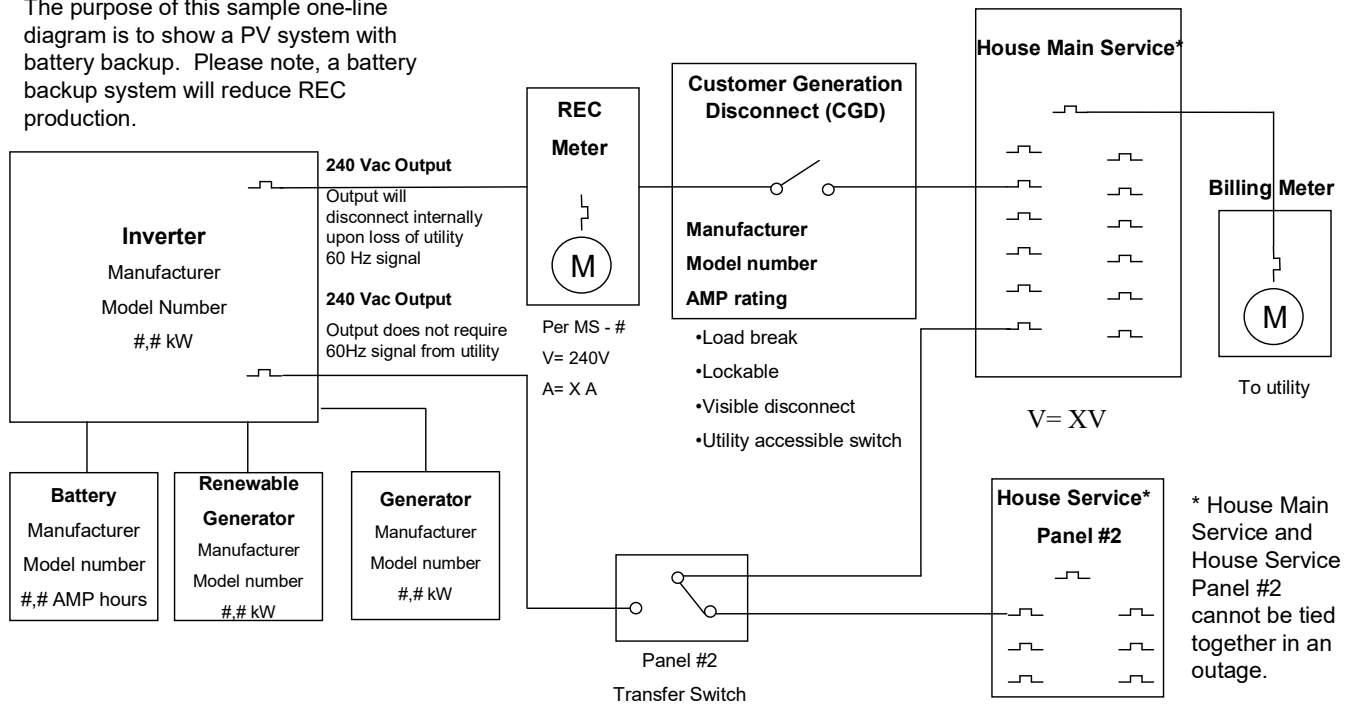 The purpose of this sample one-line
diagram is to show a PV system with
battery backup. Please note, a battery
backup system will reduce REC
production.
Inverter
Manufacturer
Model Number
#,# kW
240 Vac Output
Output will
disconnect internally
upon loss of utility
60 Hz signal
240 Vac Output
Output does not require
60Hz signal from utility
REC
Meter
M
Per MS - #
V= 240V
A= X A
Customer Generation
Disconnect (CGD)
Manufacturer
Model number
AMP rating
•Load break
•Lockable
•Visible disconnect
•Utility accessible switch
House Main Service*
V= XV
Billing Meter
M
To utility
Battery
Manufacturer
Model number
#,# AMP hours
Renewable
Generator
Manufacturer
Model number
#,# kW
Generator
Manufacturer
Model number
#,# kW
Panel #2
Transfer Switch
House Service*
Panel #2
* House Main
Service and
House Service
Panel #2
cannot be tied
together in an
outage.